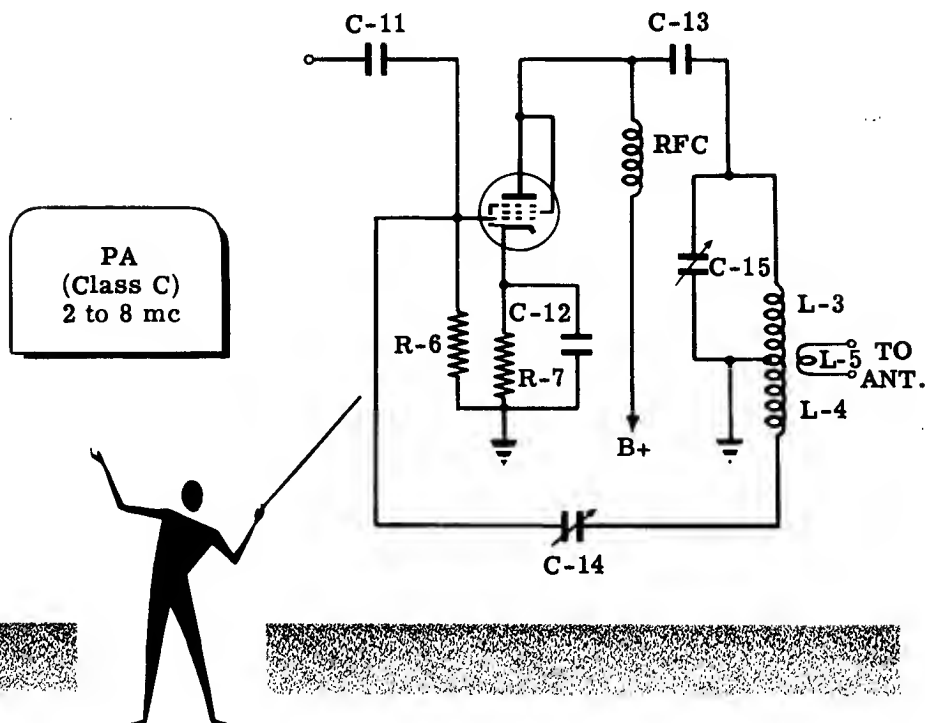 C-11
C-13
RFC
PA
(Class C)
2 to 8 mc
C-15
C-12
L-3
R-6
R-7
L-5 TO
ANT.
L-4
B+
C-14